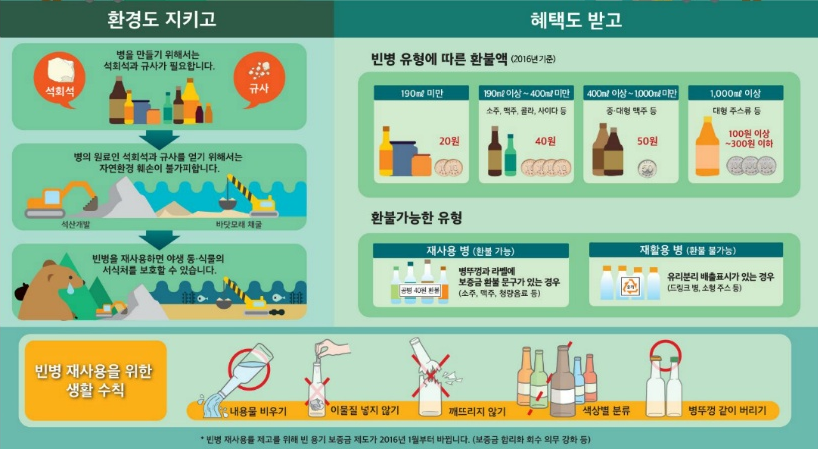 환경도 지키고
병을 만들기 위해서는
석회석과 규사가 필요합니다.
석회석
규사
병의 원료인 석회석과 규사를 얻기 위해서는
자연환경 훼손이 불가피합니다.
석산개발
바닷모래 채굴
빈병을 재사용하면 야생 동·식물의
서식처를 보호할 수 있습니다.
혜택도 받고
빈병 유형에 따른 환불액 (2016년기준)
190㎖ 미만
20원
190㎖ 이상 ~ 400㎖ 미만
소주, 맥주, 콜라, 사이다 등
40원
400㎖ 이상 ~ 1,000㎖ 미만
중·대형 맥주 등
50원
1,000㎖ 이상
대형 주스류 등
100원 이상
~300원 이하
환불가능한 유형
재사용 병 (환불 가능)
공병 40원 환불
병뚜껑과 라벨에
보증금 환불 문구가 있는 경우
(소주, 맥주, 청량음료 등)
재활용 병 (환불 불가능)
유리
유리분리 배출표시가 있는 경우
(드링크 병, 소형 주스 등)
빈병 재사용을 위한
생활 수칙
내용물 비우기
이물질 넣지 않기
깨뜨리지 않기
색상별 분류
병뚜껑 같이 버리기
* 빈병 재사용률 제고를 위해 빈 용기 보증금 제도가 2016년 1월부터 바뀝니다. (보증금 합리화 회수 의무 강화 등)